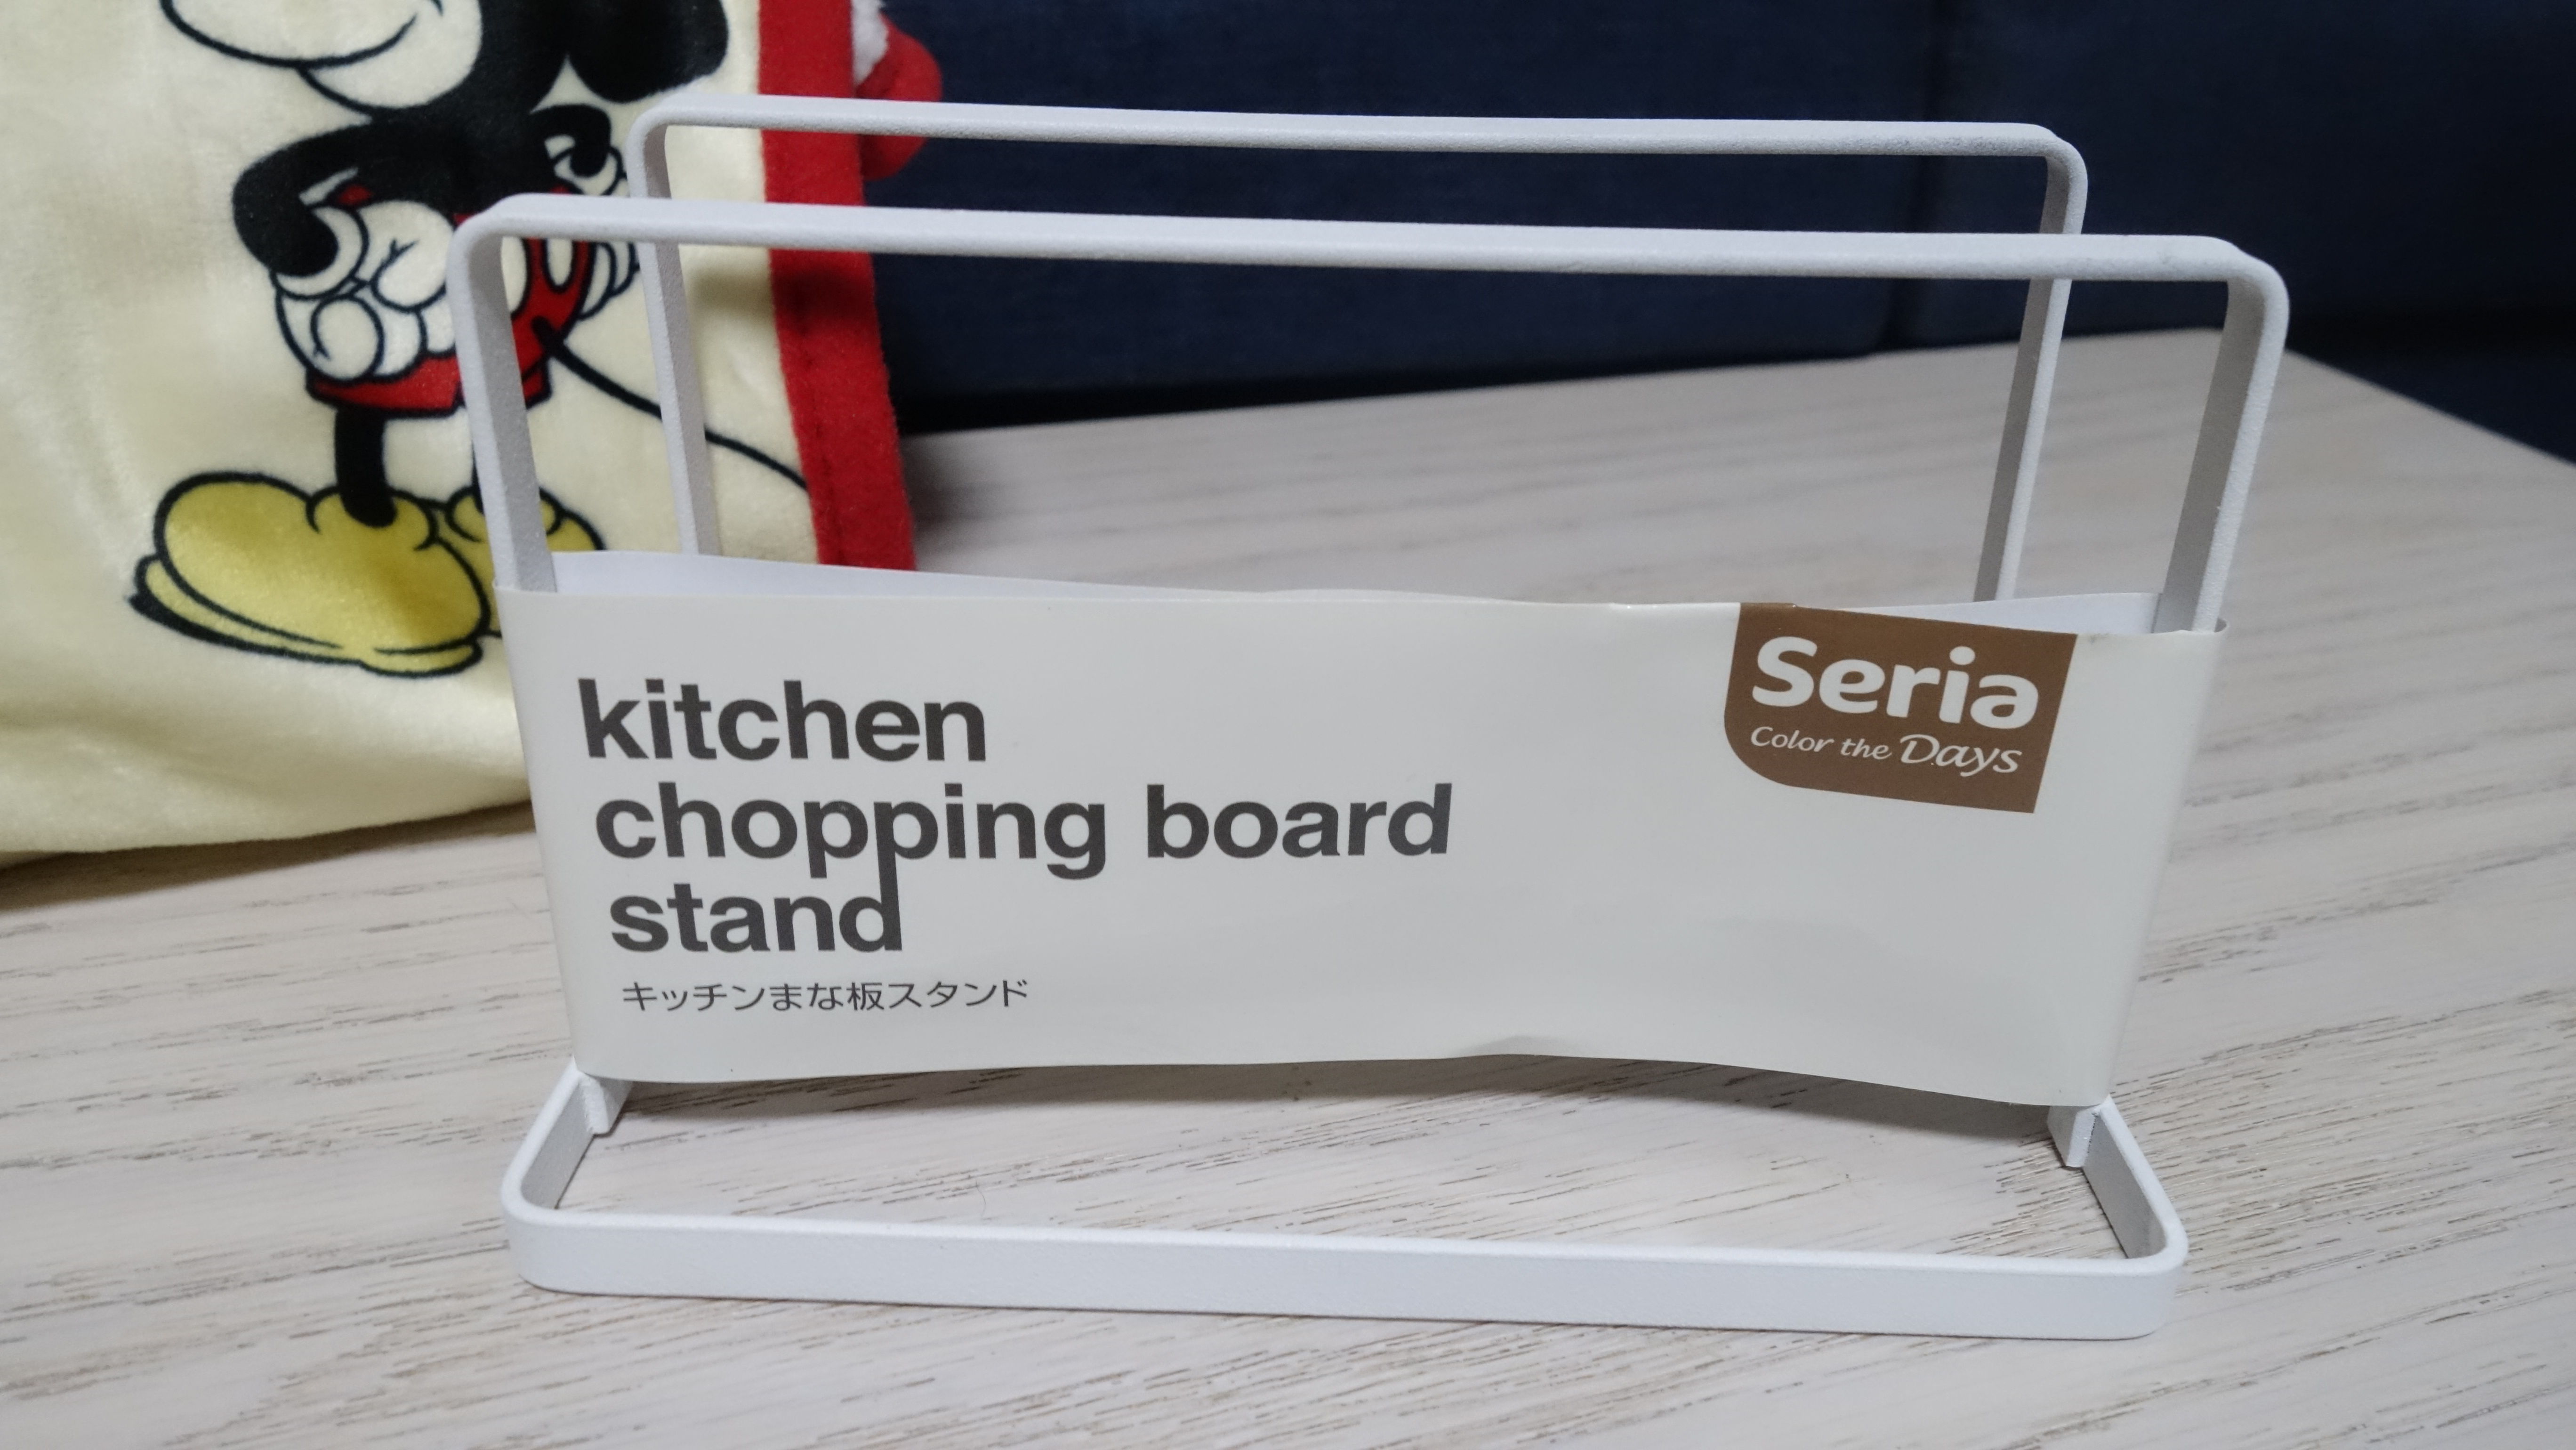 kitchen
chopping board
stand
キッチンまな板スタンド
Seria
Color the Days